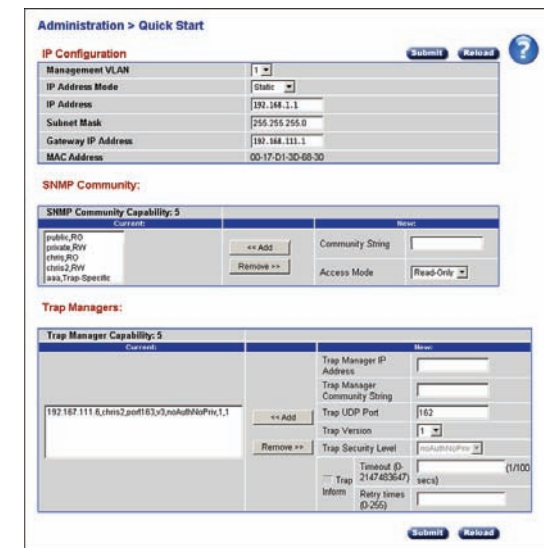 Administration > Quick Start
IP Configuration
Submit
Reload
?
Management VLAN
1
IP Address Mode
Static
IP Address
192.168.1.1
Subnet Mask
255.255.255.0
Gateway IP Address
192.168.111.1
MAC Address
00-17-D1-3D-68-30
SNMP Community:
SNMP Community Capability: 5
Current:
New:
public,RO
private,RW
chris,RO
chris2,RW
aaa,Trap-Specific
<< Add
Remove >>
Community String
Access Mode
Read-Only
Trap Managers:
Trap Manager Capability: 5
Current:
New:
192.167.111.6,chris2,port163,v3,noAuthNoPriv,1,1
<< Add
Remove >>
Trap Manager IP
Address
Trap Manager
Community String
Trap UDP Port
162
Trap Version
1
Trap Security Level
noAuthNoPriv
Trap
Inform
Timeout (0-
2147483647)
(1/100
secs)
Retry times
(0-255)
Submit
Reload